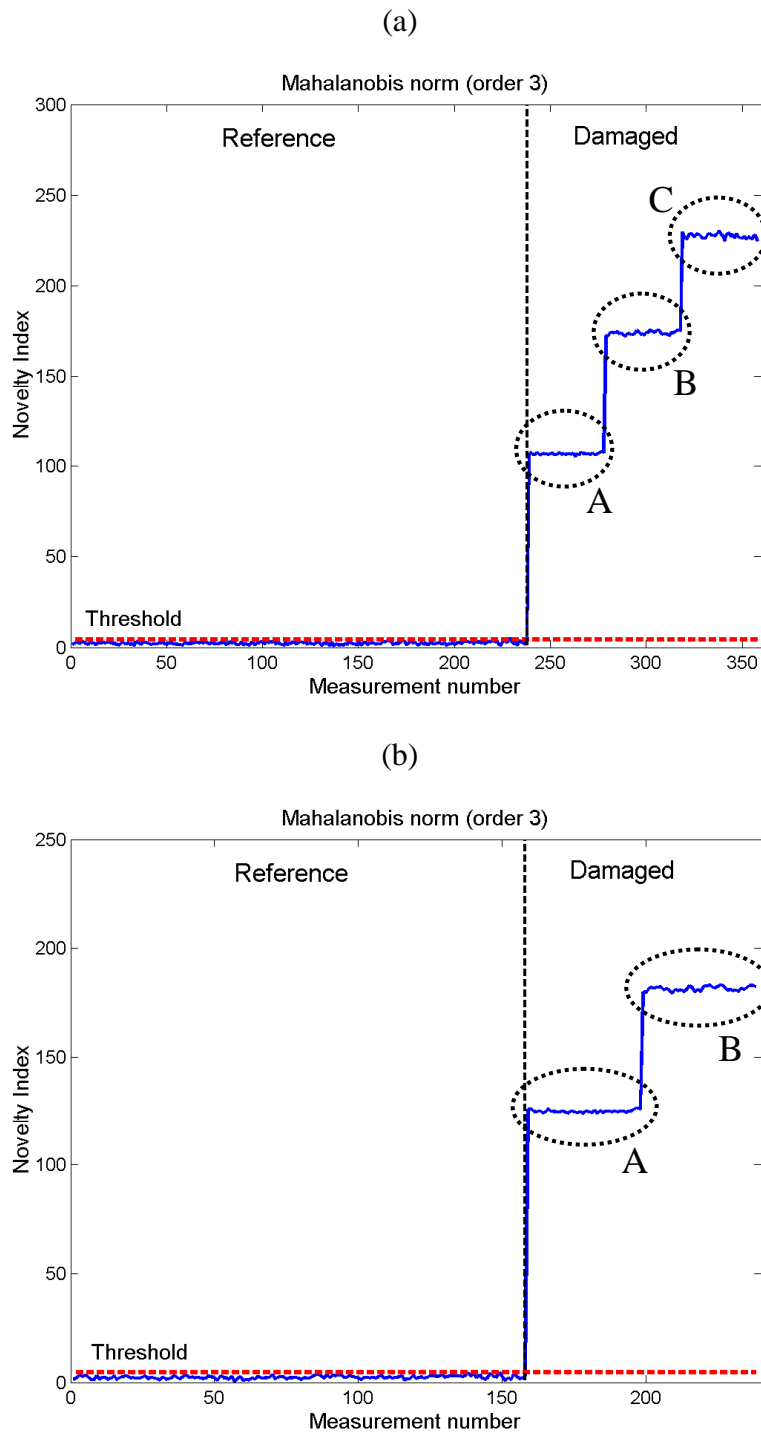 (a)
Mahalanobis norm (order 3)
300
Reference
Damaged
250
C
200
B
150
Novelty Index
100
A
50
Threshold
0
0 50 100 150 200 250 300 350
Measurement number
(b)
Mahalanobis norm (order 3)
250
Reference
Damaged
200
B
150
Novelty Index
A
100
50
Threshold
0
0 50 100 150 200
Measurement number